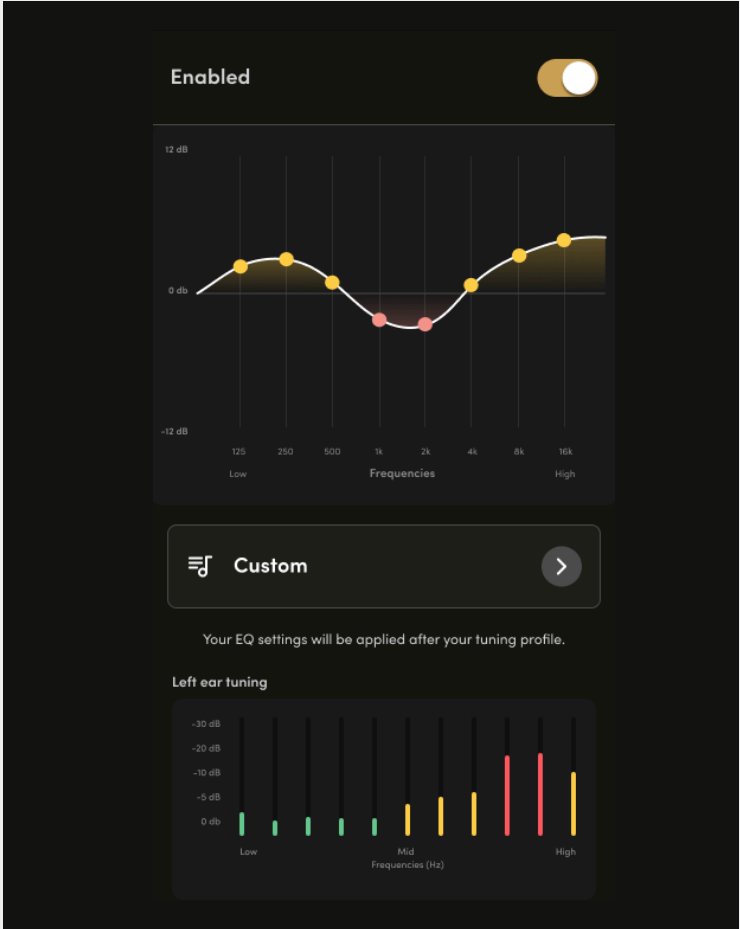 Enabled
12 dB
0 db
-12 dB
125 250 500 1k 2k 4k 8k 16k
Low Frequencies High
Custom
Your EQ settings will be applied after your tuning profile.
Left ear tuning
-30 dB
-20 dB
-10 dB
-5 dB
0 db
Low Mid High
Frequencies (Hz)